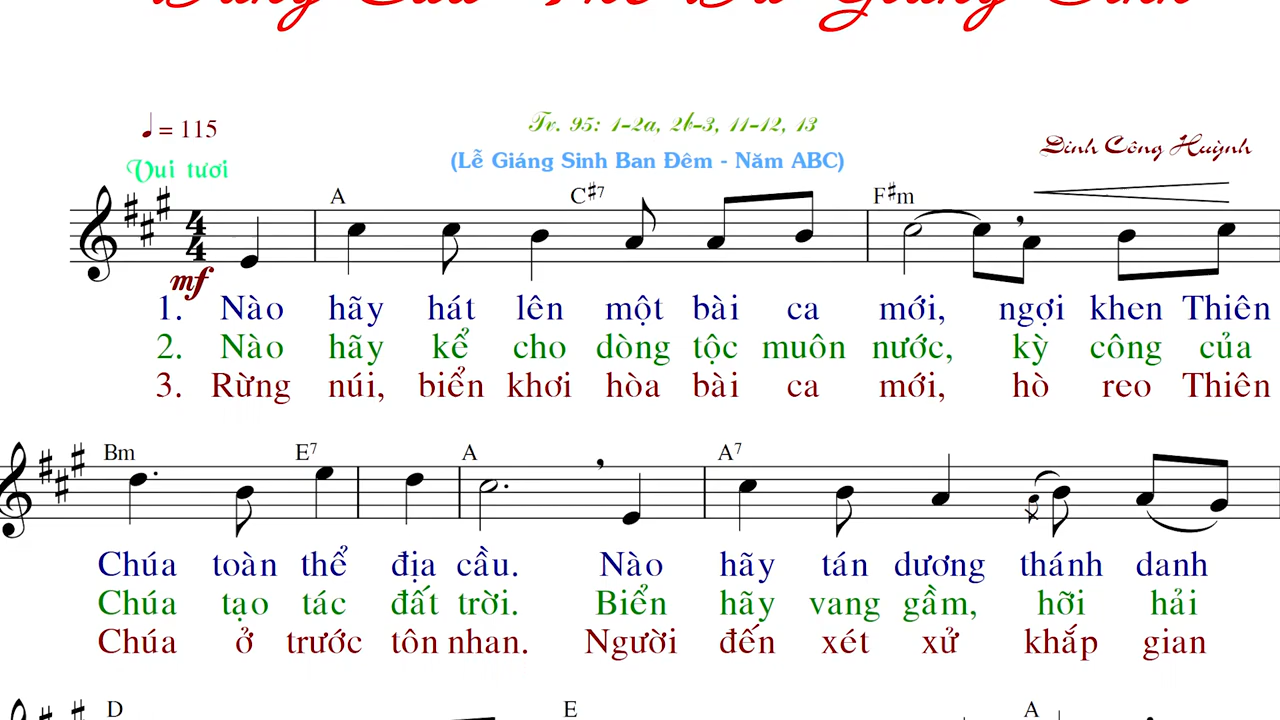 = 115
Tv. 95: 1-2a, 2b-3, 11-12, 13
Vui tươi
(Lễ Giáng Sinh Ban Đêm - Năm ABC)
Đinh Công Huỳnh
A C#7 F#m
4/4
mf
1. Nào hãy hát lên một bài ca mới, ngợi khen Thiên
2. Nào hãy kể cho dòng tộc muôn nước, kỳ công của
3. Rừng núi, biển khơi hòa bài ca mới, hò reo Thiên
Bm E7 A A7
Chúa toàn thể địa cầu. Nào hãy tán dương thánh danh
Chúa tạo tác đất trời. Biển hãy vang gầm, hỡi hải
Chúa ở trước tôn nhan. Người đến xét xử khắp gian
D E A